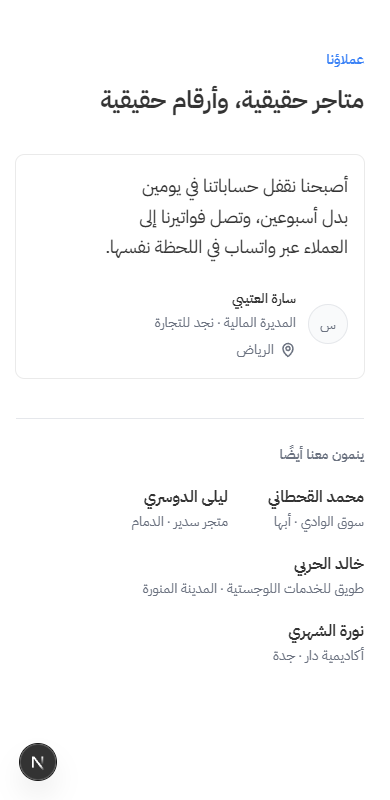 عملاؤنا
متاجر حقيقية، وأرقام حقيقية
أصبحنا نقفل حساباتنا في يومين
بدل أسبوعين، وتصل فواتيرنا إلى
العملاء عبر واتساب في اللحظة نفسها.
س
سارة العتيبي
المديرة المالية · نجد للتجارة
الرياض
ينمون معنا أيضًا
محمد القحطاني
سوق الوادي · أبها
ليلى الدوسري
متجر سدير · الدمام
خالد الحربي
طويق للخدمات اللوجستية · المدينة المنورة
نورة الشهري
أكاديمية دار · جدة
N